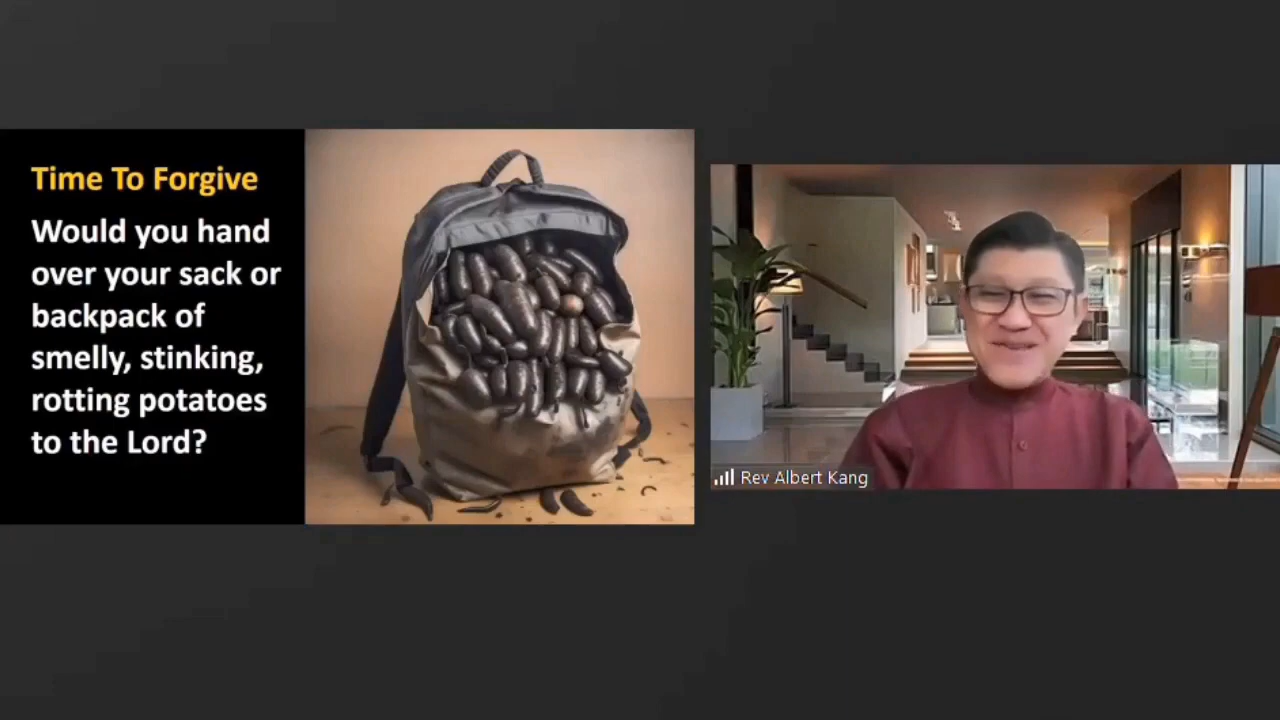 Time To Forgive
Would you hand
over your sack or
backpack of
smelly, stinking,
rotting potatoes
to the Lord?
Rev Albert Kang